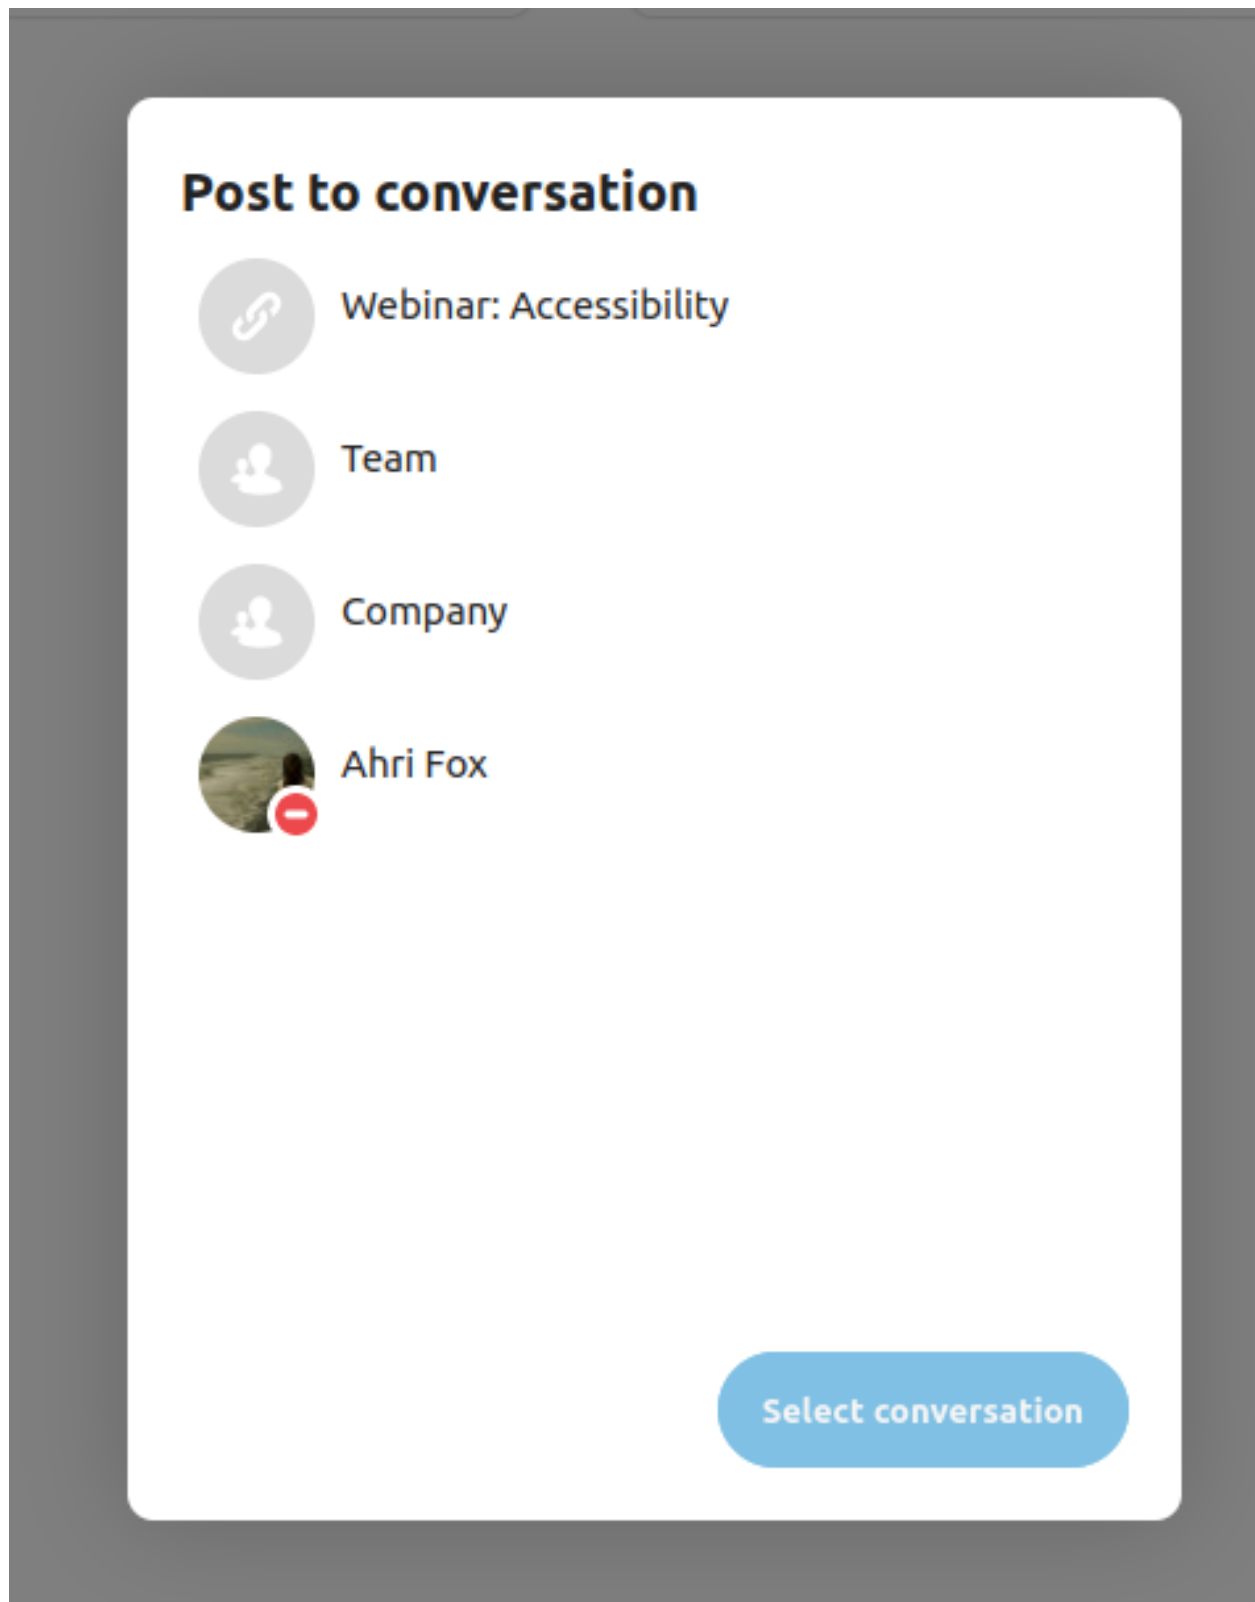 Post to conversation
Webinar: Accessibility
Team
Company
Ahri Fox
Select conversation